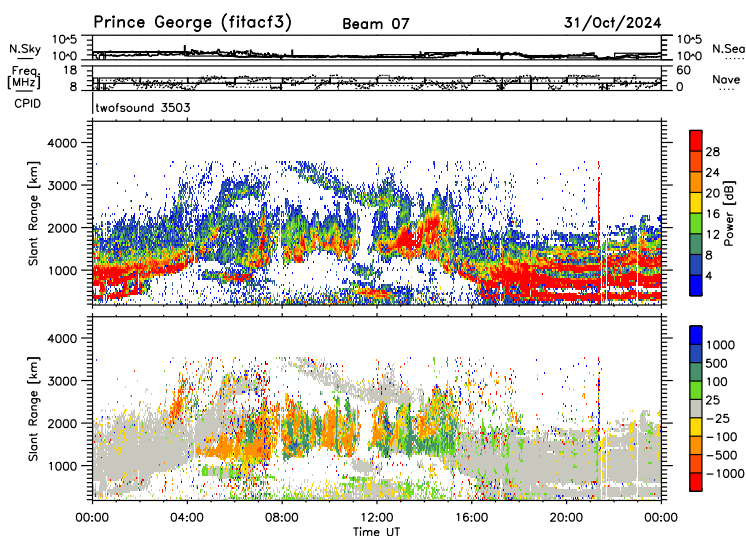 Prince George (fitacf3) Beam 07 31/Oct/2024
N.Sky 10^5 10^0 10^5 10^0 N.Sea
Freq. [MHz] 18 8 60 0 Nave
CPID twofsound 3503
Slant Range [km] 4000 3000 2000 1000
28 24 20 16 12 8 4 Power [dB]
Slant Range [km] 4000 3000 2000 1000
1000 500 100 25 -25 -100 -500 -1000
00:00 04:00 08:00 12:00 16:00 20:00 00:00
Time UT